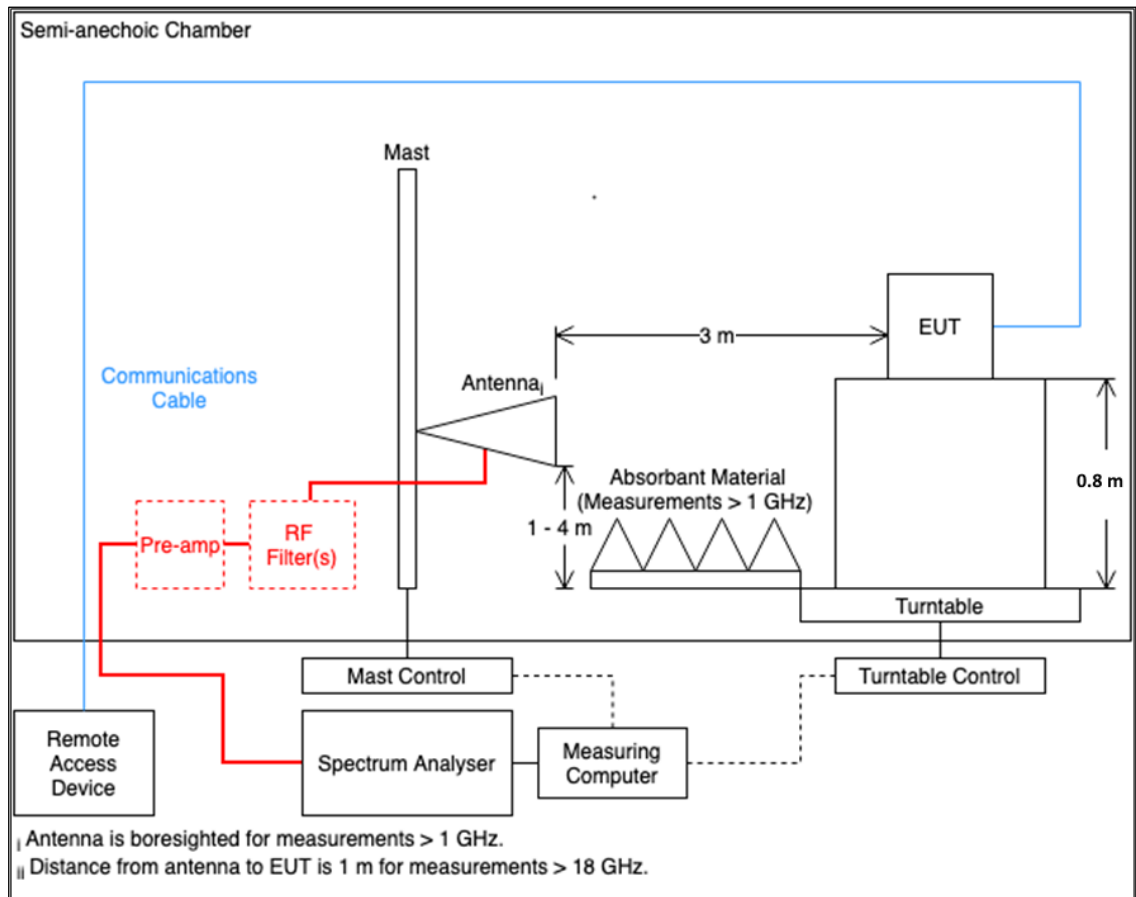 Semi-anechoic Chamber
Mast
EUT
3 m
Antennai
Communications
Cable
Absorbant Material
(Measurements > 1 GHz)
0.8 m
1 - 4 m
RF
Filter(s)
Pre-amp
Turntable
Mast Control
Turntable Control
Remote
Access
Device
Spectrum Analyser
Measuring
Computer
i Antenna is boresighted for measurements > 1 GHz.
ii Distance from antenna to EUT is 1 m for measurements > 18 GHz.